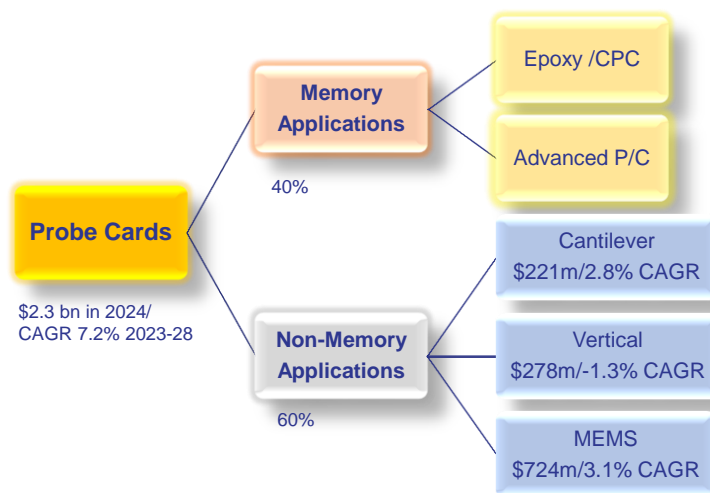 Probe Cards
$2.3 bn in 2024/
CAGR 7.2% 2023-28
Memory
Applications
40%
Epoxy /CPC
Advanced P/C
Non-Memory
Applications
60%
Cantilever
$221m/2.8% CAGR
Vertical
$278m/-1.3% CAGR
MEMS
$724m/3.1% CAGR